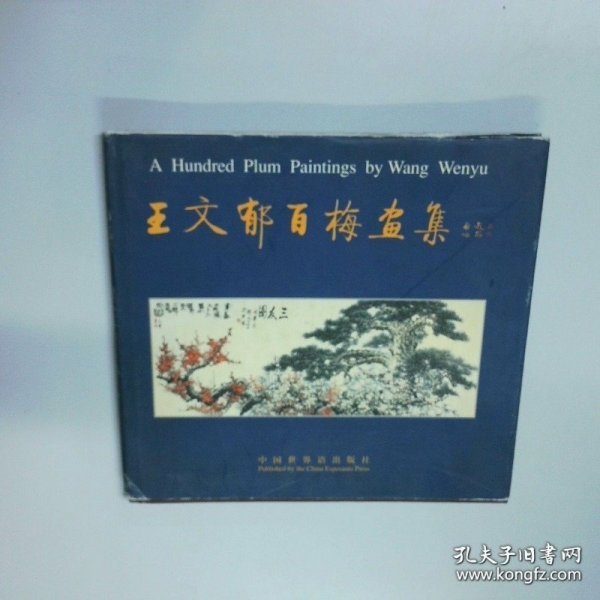 A Hundred Plum Paintings by Wang Wenyu
王文郁百梅画集
三友图
中国世界语出版社
Published by the China Esperanto Press
孔夫子旧书网
www.kongfz.com